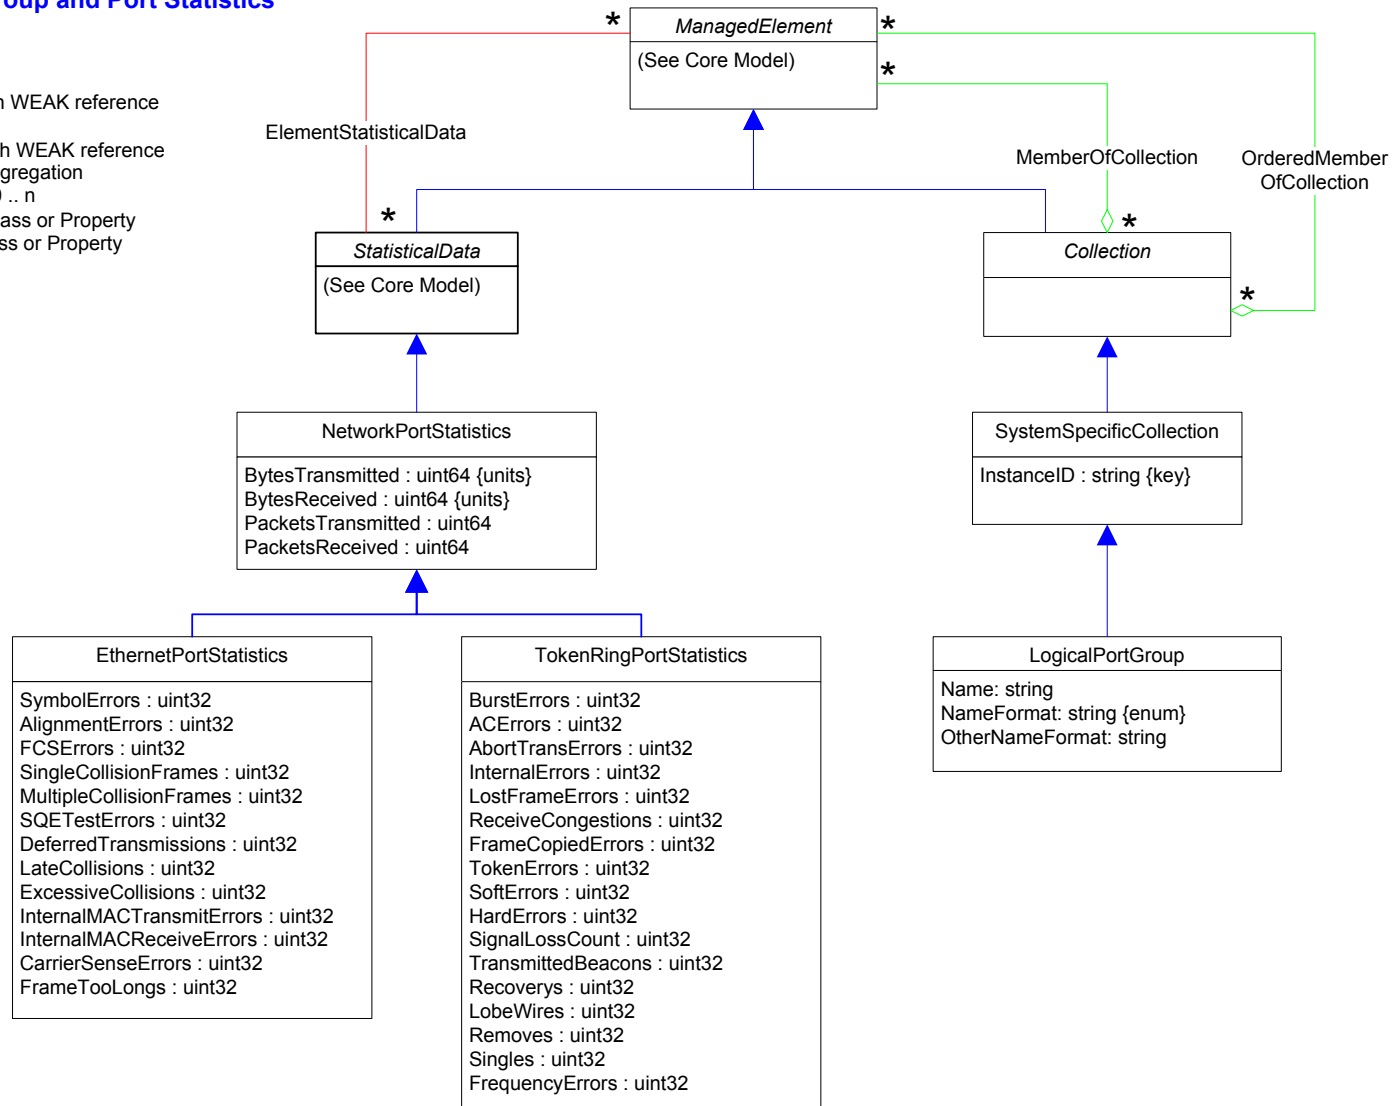 and Port Statistics
*
ManagedElement
*
(See Core Model)
*
WEAK reference
ElementStatisticalData
WEAK reference
MemberOfCollection
OrderedMember
OfCollection
.. n
or Property
or Property
*
*
StatisticalData
Collection
(See Core Model)
*
NetworkPortStatistics
BytesTransmitted : uint64 {units}
BytesReceived : uint64 {units}
PacketsTransmitted : uint64
PacketsReceived : uint64
SystemSpecificCollection
InstanceID : string {key}
EthernetPortStatistics
SymbolErrors : uint32
AlignmentErrors : uint32
FCSErrors : uint32
SingleCollisionFrames : uint32
MultipleCollisionFrames : uint32
SQETestErrors : uint32
DeferredTransmissions : uint32
LateCollisions : uint32
ExcessiveCollisions : uint32
InternalMACTransmitErrors : uint32
InternalMACReceiveErrors : uint32
CarrierSenseErrors : uint32
FrameTooLongs : uint32
TokenRingPortStatistics
BurstErrors : uint32
ACErrors : uint32
AbortTransErrors : uint32
InternalErrors : uint32
LostFrameErrors : uint32
ReceiveCongestions : uint32
FrameCopiedErrors : uint32
TokenErrors : uint32
SoftErrors : uint32
HardErrors : uint32
SignalLossCount : uint32
TransmittedBeacons : uint32
Recoverys : uint32
LobeWires : uint32
Removes : uint32
Singles : uint32
FrequencyErrors : uint32
LogicalPortGroup
Name: string
NameFormat: string {enum}
OtherNameFormat: string